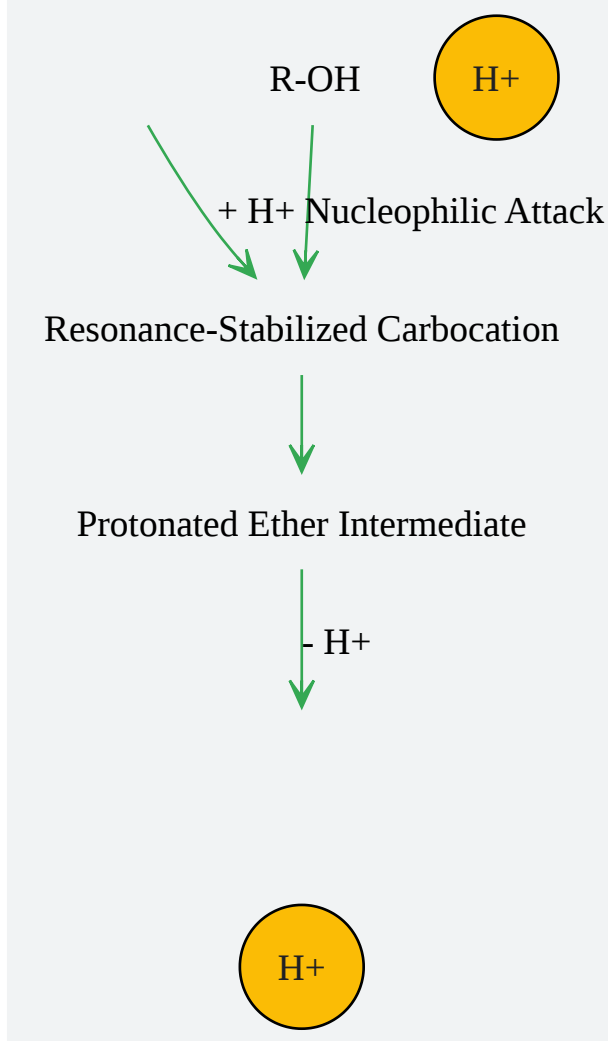 R-OH
H+
+ H+ Nucleophilic Attack
Resonance-Stabilized Carbocation
Protonated Ether Intermediate
- H+
H+